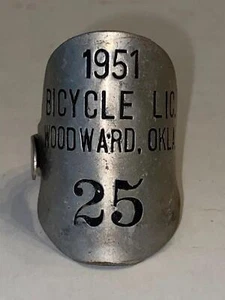 1951
BICYCLE LIC.
WOODWARD, OKLA
25